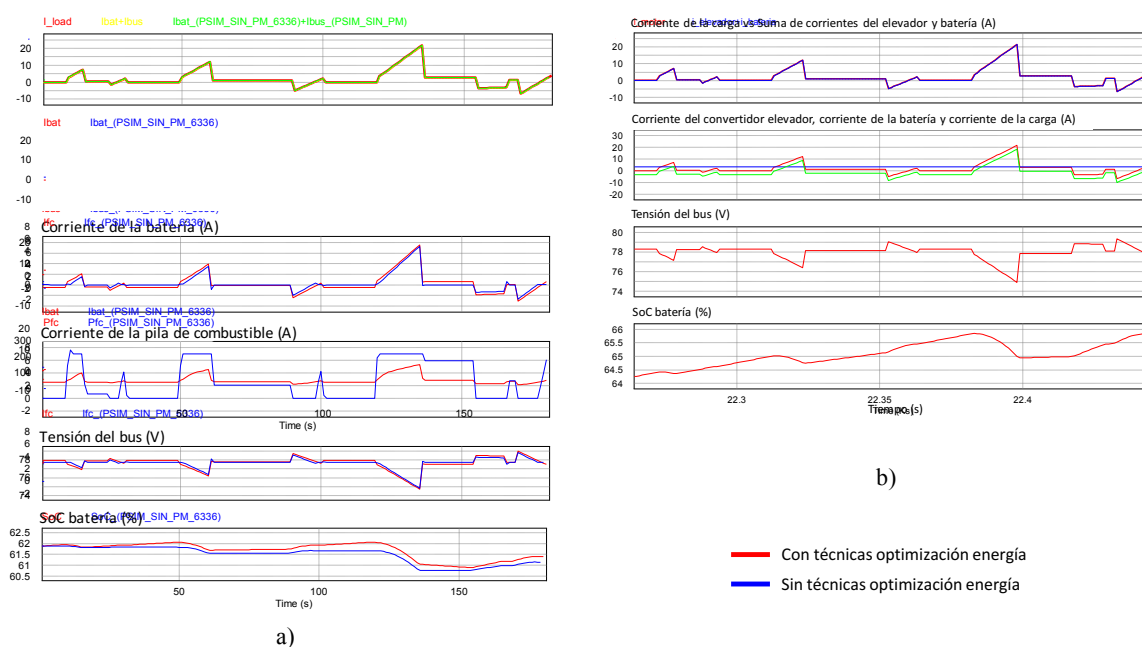 I_load Ibat+Ibus Ibat_(PSIM_SIN_PM_6336)+Ibus_(PSIM_SIN_PM)
20
10
0
-10
Ibat Ibat_(PSIM_SIN_PM_6336)
20
10
0
-10
Ifc Ifc_(PSIM_SIN_PM_6336)
Corriente de la batería (A)
Ibat Ibat_(PSIM_SIN_PM_6336)
Pfc Pfc_(PSIM_SIN_PM_6336)
Corriente de la pila de combustible (A)
Ifc Ifc_(PSIM_SIN_PM_6336)
100
150
Time (s)
Tensión del bus (V)
78
76
74
SoC batería (%)
62.5
62
61.5
61
60.5
50
100
150
Time (s)
a)
Corriente de la carga vs Suma de corrientes del elevador y batería (A)
20
10
0
-10
Corriente del convertidor elevador, corriente de la batería y corriente de la carga (A)
30
20
10
0
-10
-20
Tensión del bus (V)
80
78
76
74
SoC batería (%)
66
65.5
65
64.5
64
22.3
22.35
22.4
Tiempo (s)
b)
Con técnicas optimización energía
Sin técnicas optimización energía